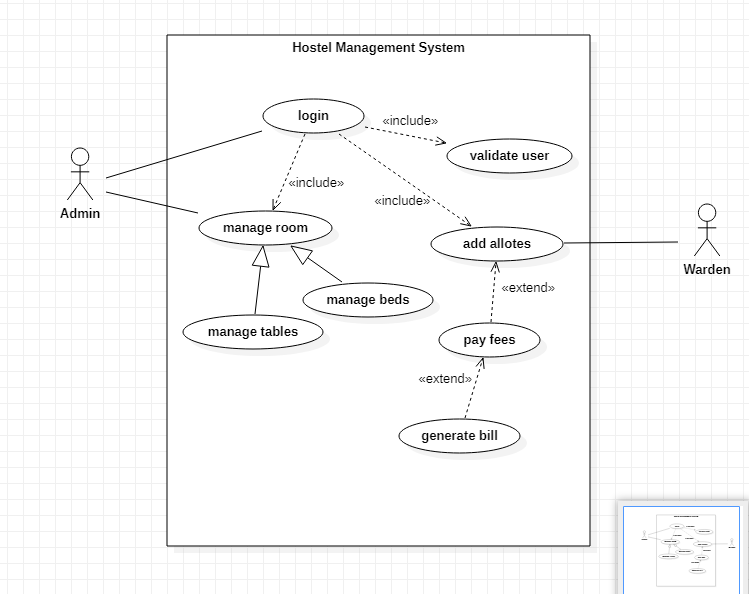 Hostel Management System
login
«include»
validate user
Admin
«include»
«include»
manage room
add allotes
Warden
«extend»
manage beds
manage tables
pay fees
«extend»
generate bill